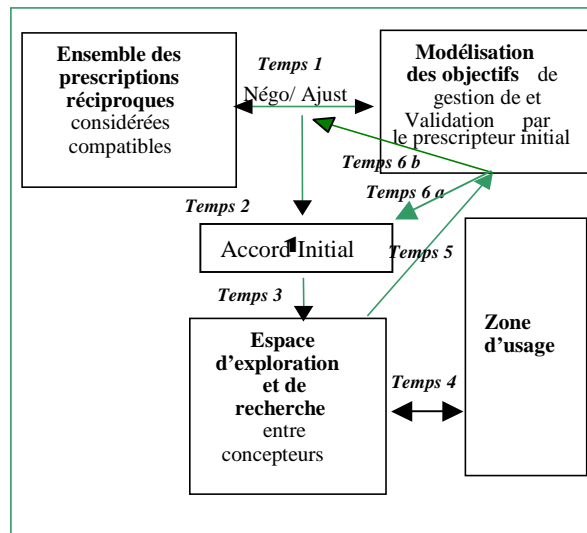 Ensemble des
prescriptions
réciproques
considérées
compatibles
Temps 1
Négo/ Ajust
Modélisation
des objectifs de
gestion de et
Validation par
le prescripteur initial
Temps 6 b
Temps 6 a
Temps 2
Accord Initial
Temps 5
Temps 3
Espace
d'exploration
et de
recherche
entre
concepteurs
Temps 4
Zone
d'usage